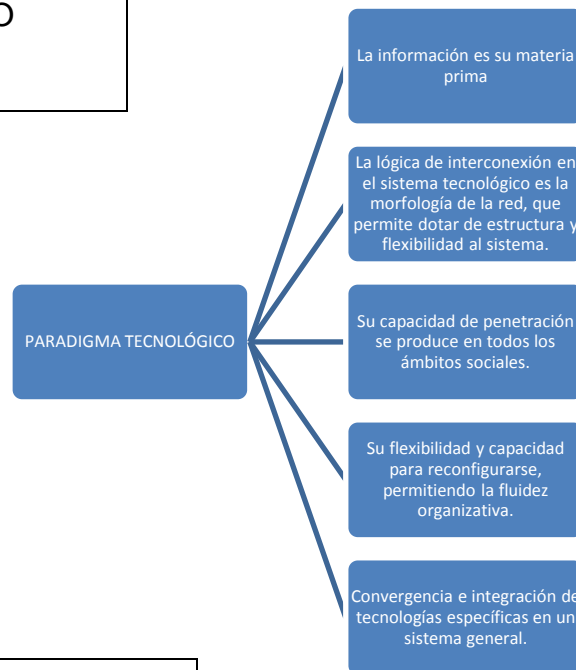 o
La información es su materia
prima
La lógica de interconexión en
el sistema tecnológico es la
morfología de la red, que
permite dotar de estructura y
flexibilidad al sistema.
PARADIGMA TECNOLÓGICO
Su capacidad de penetración
se produce en todos los
ámbitos sociales.
Su flexibilidad y capacidad
para reconfigurarse,
permitiendo la fluidez
organizativa.
Convergencia e integración de
tecnologías específicas en un
sistema general.